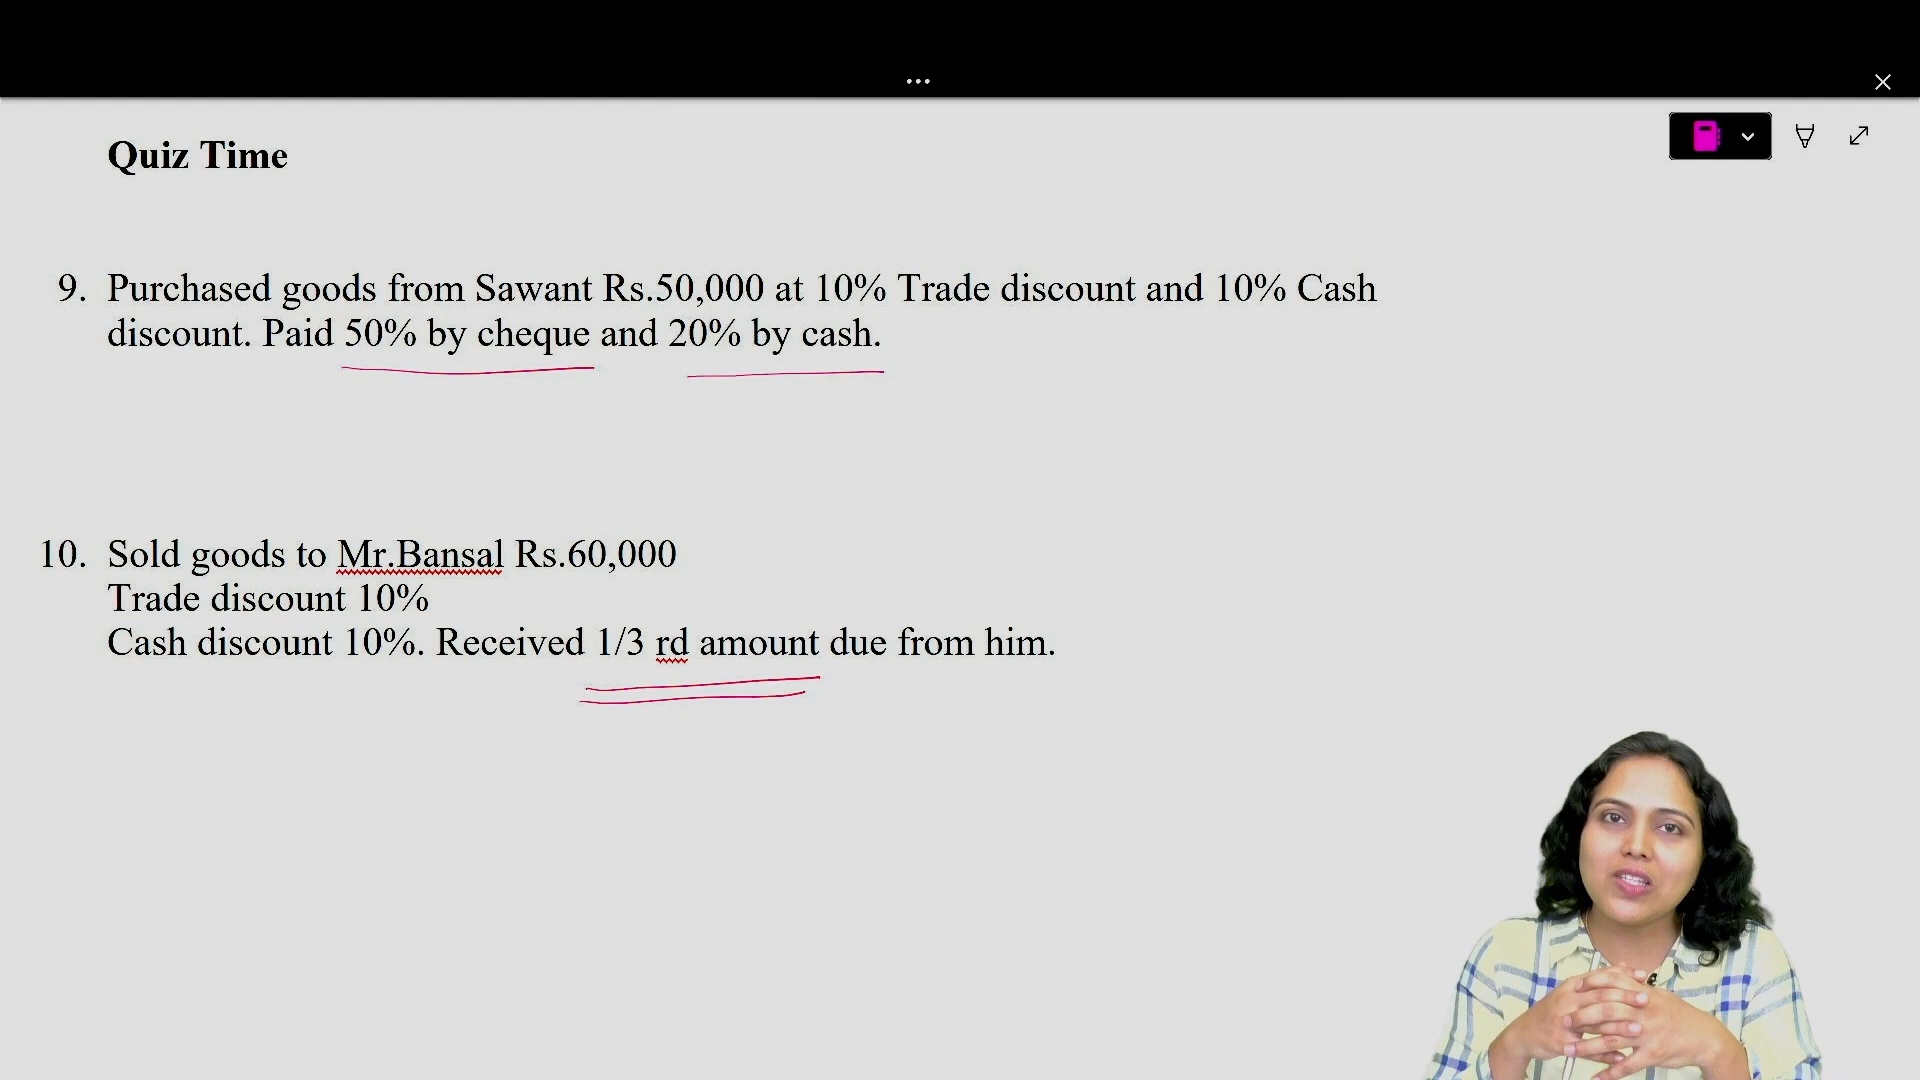 Quiz Time
9. Purchased goods from Sawant Rs.50,000 at 10% Trade discount and 10% Cash
discount. Paid 50% by cheque and 20% by cash.
10. Sold goods to Mr.Bansal Rs.60,000
Trade discount 10%
Cash discount 10%. Received 1/3 rd amount due from him.